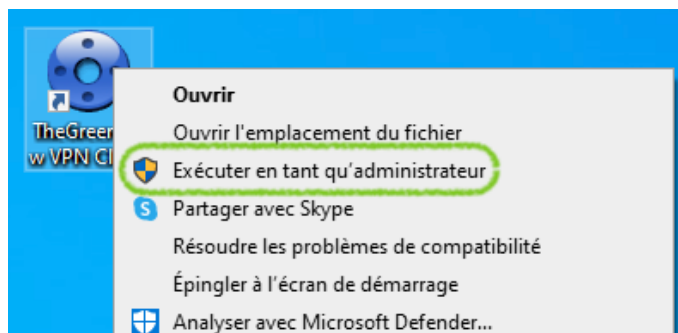 TheGreen
w VPN Cl
Ouvrir
Ouvrir l'emplacement du fichier
Exécuter en tant qu'administrateur
S Partager avec Skype
Résoudre les problèmes de compatibilité
Épingler à l'écran de démarrage
Analyser avec Microsoft Defender...